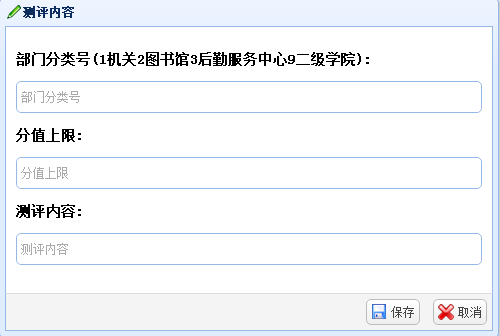 测评内容
部门分类号(1机关2图书馆3后勤服务中心9二级学院):
部门分类号
分值上限:
分值上限
测评内容:
测评内容
保存 取消